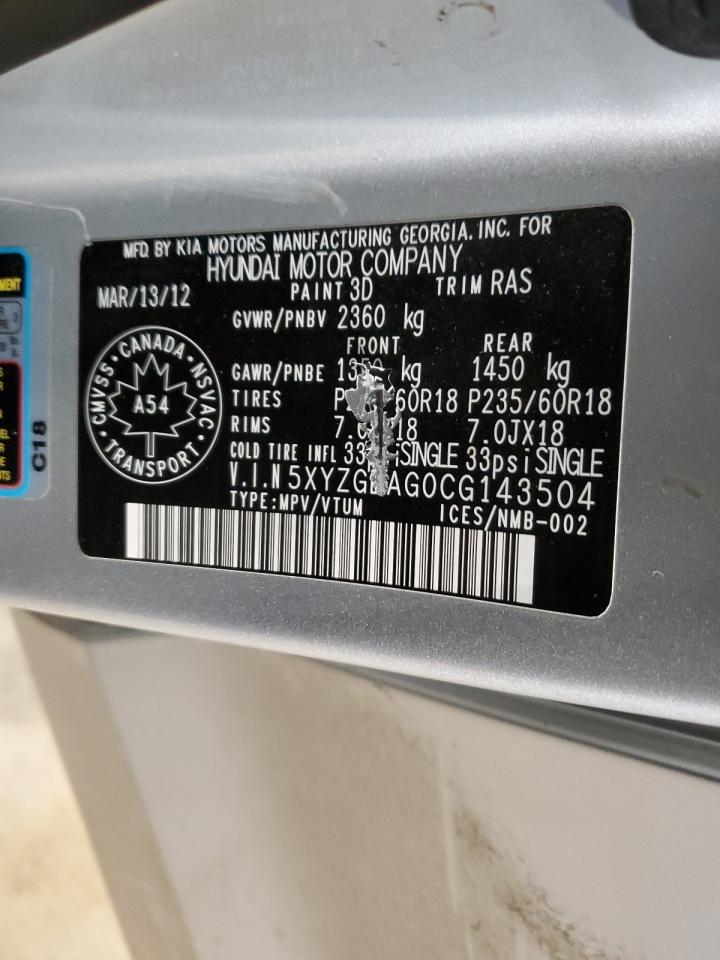 MFD. BY KIA MOTORS MANUFACTURING GEORGIA. INC. FOR
HYUNDAI MOTOR COMPANY
MAR/13/12 PAINT 3D TRIM RAS
GVWR/PNBV 2360 kg
FRONT REAR
GAWR/PNBE kg 1450 kg
TIRES P235/60R18
RIMS 7.0JX18
COLD TIRE INFL SINGLE 33psi SINGLE
V.I.N
TYPE:MPV/VTUM ICES/NMB-002
CMVSS · CANADA · NSVAC · TRANSPORT ·
A54
C18